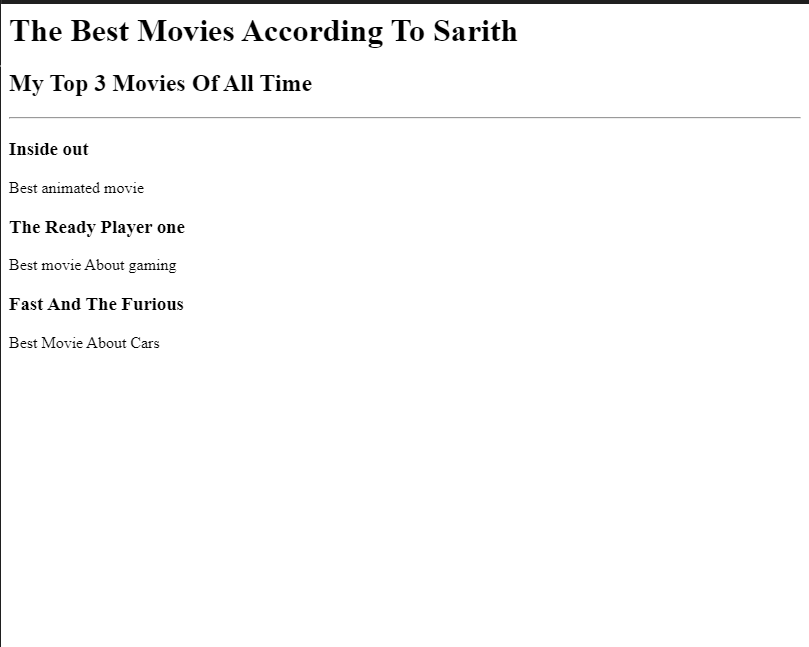 The Best Movies According To Sarith
My Top 3 Movies Of All Time
Inside out
Best animated movie
The Ready Player one
Best movie About gaming
Fast And The Furious
Best Movie About Cars